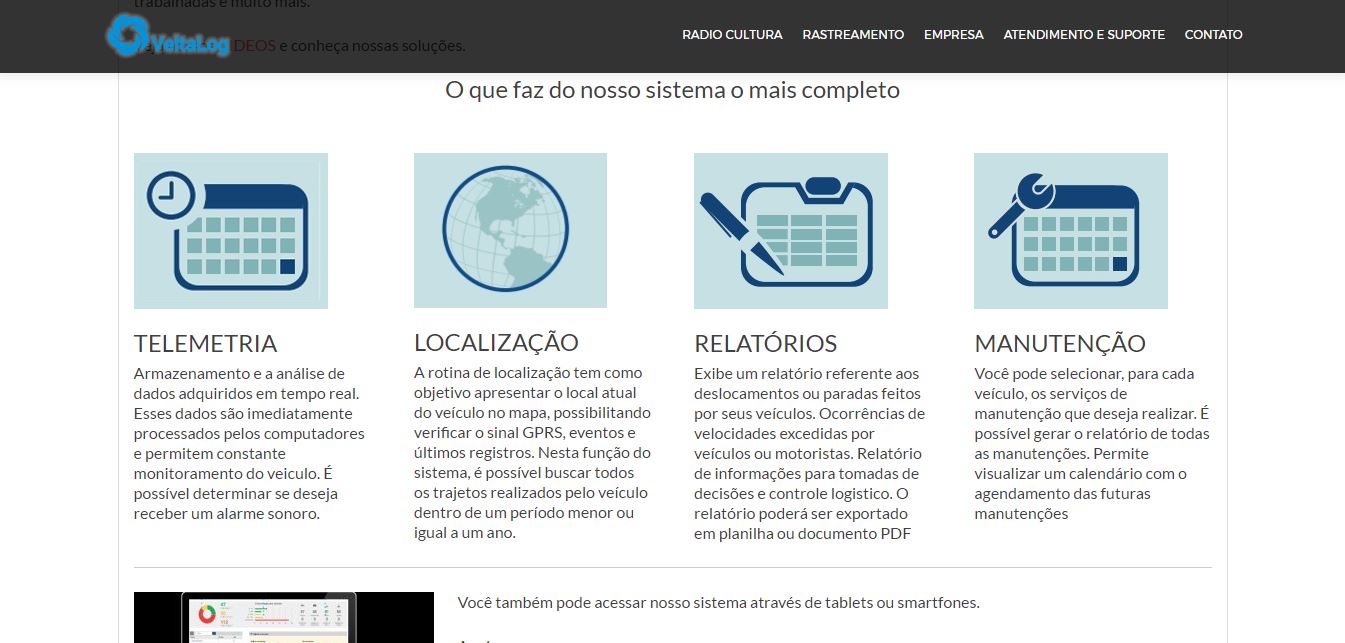 trabalhadas e muito mais.
VeltaLog
DEOS e conheça nossas soluções.
RADIO CULTURA
RASTREAMENTO
EMPRESA
ATENDIMENTO E SUPORTE
CONTATO
O que faz do nosso sistema o mais completo
TELEMETRIA
Armazenamento e a análise de
dados adquiridos em tempo real.
Esses dados são imediatamente
processados pelos computadores
e permitem constante
monitoramento do veiculo. É
possível determinar se deseja
receber um alarme sonoro.
LOCALIZAÇÃO
A rotina de localização tem como
objetivo apresentar o local atual
do veículo no mapa, possibilitando
verificar o sinal GPRS, eventos e
últimos registros. Nesta função do
sistema, é possível buscar todos
os trajetos realizados pelo veículo
dentro de um período menor ou
igual a um ano.
RELATÓRIOS
Exibe um relatório referente aos
deslocamentos ou paradas feitos
por seus veículos. Ocorrências de
velocidades excedidas por
veículos ou motoristas. Relatório
de informações para tomadas de
decisões e controle logistico. O
relatório poderá ser exportado
em planilha ou documento PDF
MANUTENÇÃO
Você pode selecionar, para cada
veículo, os serviços de
manutenção que deseja realizar. É
possível gerar o relatório de todas
as manutenções. Permite
visualizar um calendário com o
agendamento das futuras
manutenções
Você também pode acessar nosso sistema através de tablets ou smartfones.